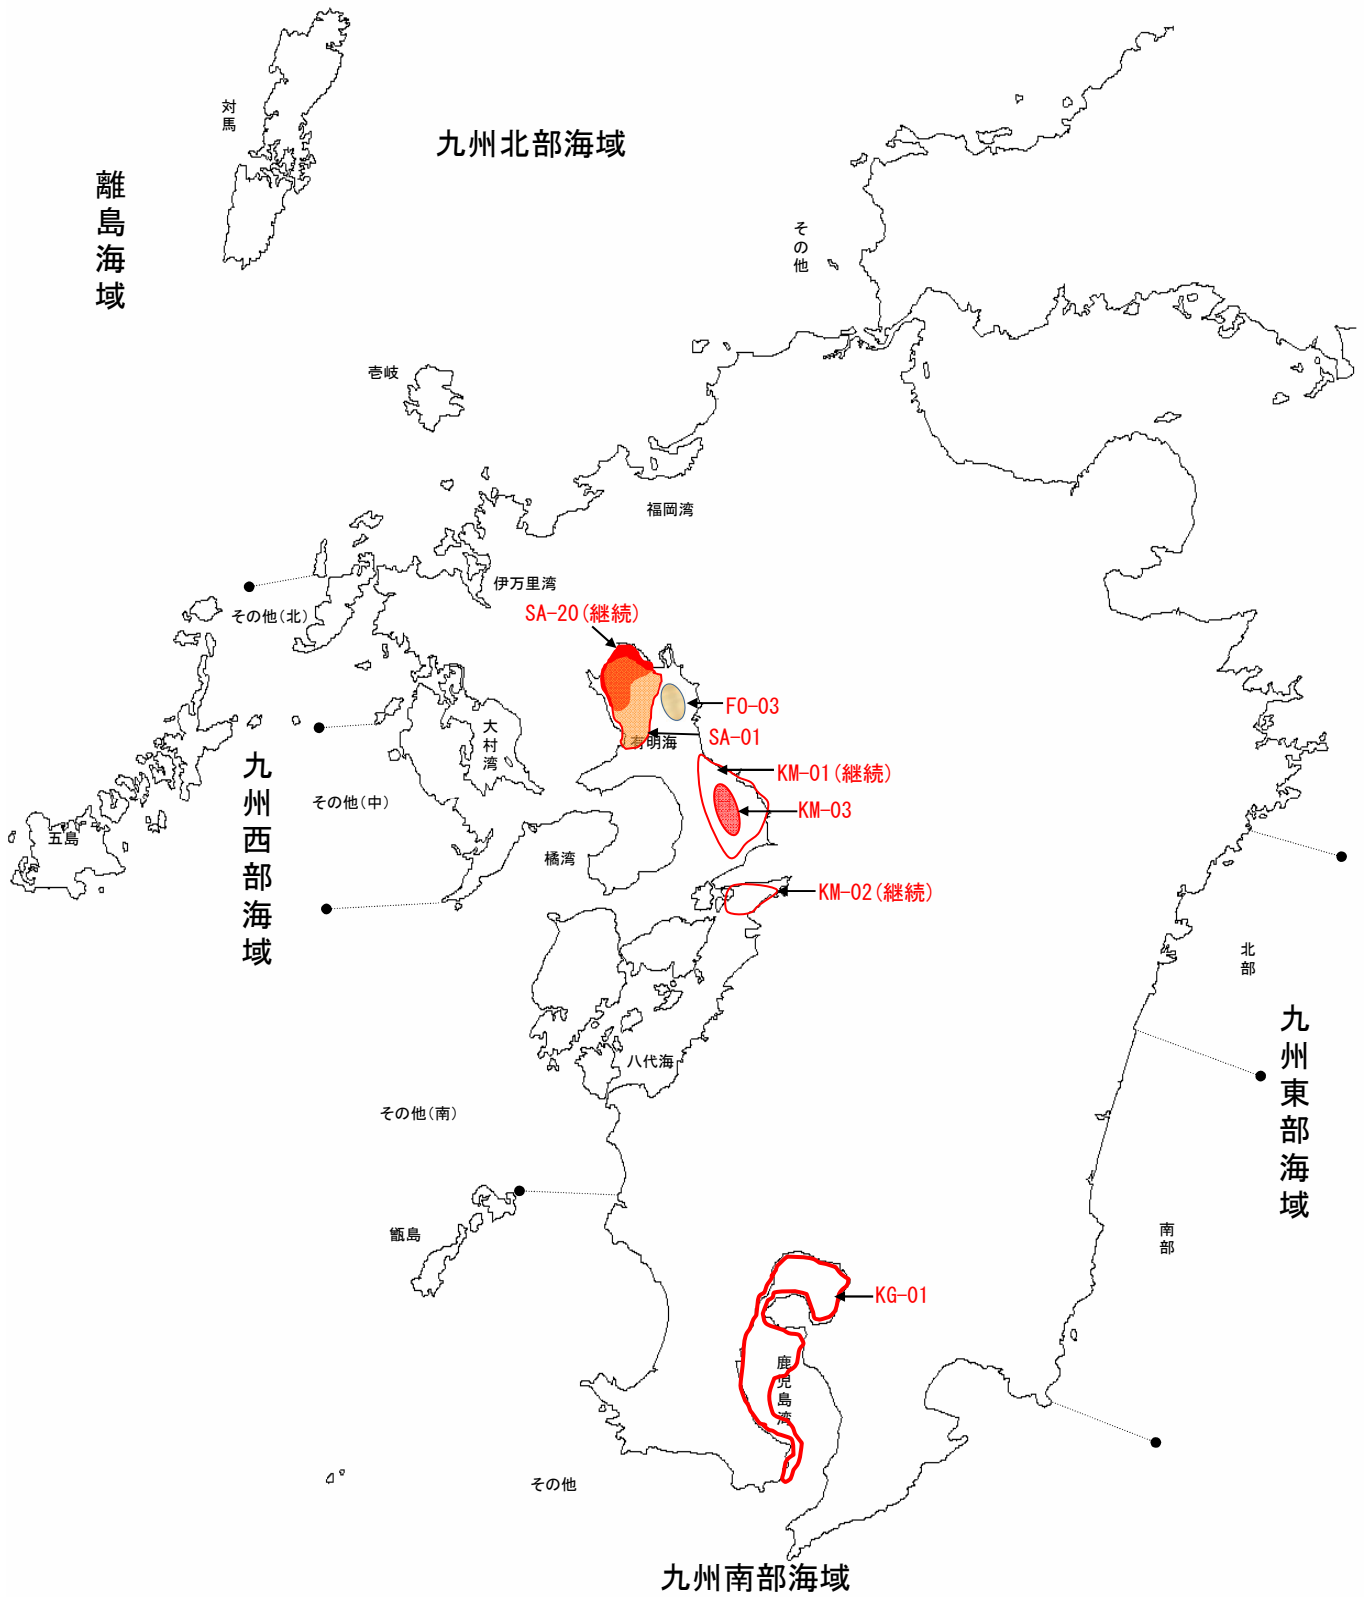 対馬
九州北部海域
離島海域
その他
壱岐
福岡湾
伊万里湾
SA-20(継続)
その他(北)
FO-03
SA-01
有明海
大村湾
KM-01(継続)
九州西部海域
その他(中)
KM-03
五島
橘湾
KM-02(継続)
北部
九州東部海域
八代海
その他(南)
甑島
南部
KG-01
鹿児島湾
その他
九州南部海域